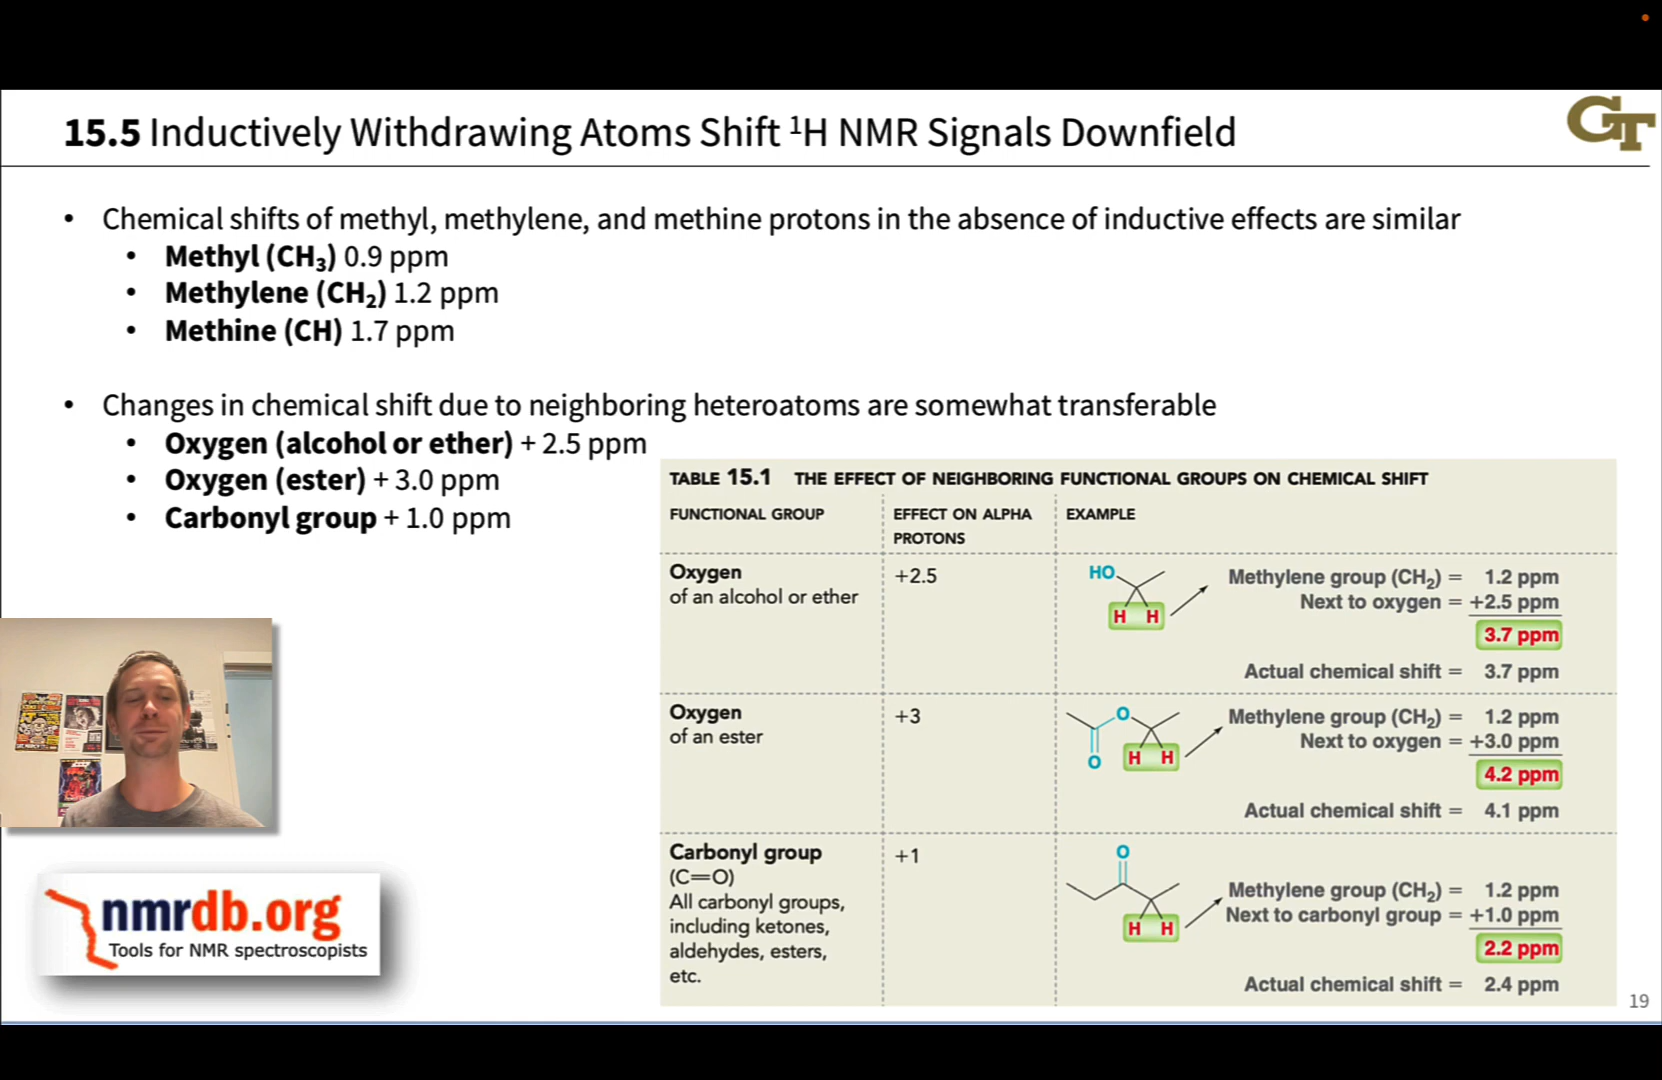 15.5 Inductively Withdrawing Atoms Shift ¹H NMR Signals Downfield
GT
• Chemical shifts of methyl, methylene, and methine protons in the absence of inductive effects are similar
• Methyl (CH₃) 0.9 ppm
• Methylene (CH₂) 1.2 ppm
• Methine (CH) 1.7 ppm
• Changes in chemical shift due to neighboring heteroatoms are somewhat transferable
• Oxygen (alcohol or ether) + 2.5 ppm
• Oxygen (ester) + 3.0 ppm
• Carbonyl group + 1.0 ppm
TABLE 15.1 THE EFFECT OF NEIGHBORING FUNCTIONAL GROUPS ON CHEMICAL SHIFT
FUNCTIONAL GROUP
EFFECT ON ALPHA
PROTONS
EXAMPLE
Oxygen
of an alcohol or ether
+2.5
HO
H H
Methylene group (CH₂) = 1.2 ppm
Next to oxygen = +2.5 ppm
3.7 ppm
Actual chemical shift = 3.7 ppm
Oxygen
of an ester
+3
O
O
H H
Methylene group (CH₂) = 1.2 ppm
Next to oxygen = +3.0 ppm
4.2 ppm
Actual chemical shift = 4.1 ppm
Carbonyl group
(C=O)
All carbonyl groups,
including ketones,
aldehydes, esters,
etc.
+1
O
H H
Methylene group (CH₂) = 1.2 ppm
Next to carbonyl group = +1.0 ppm
2.2 ppm
Actual chemical shift = 2.4 ppm
nmrdb.org
Tools for NMR spectroscopists
19